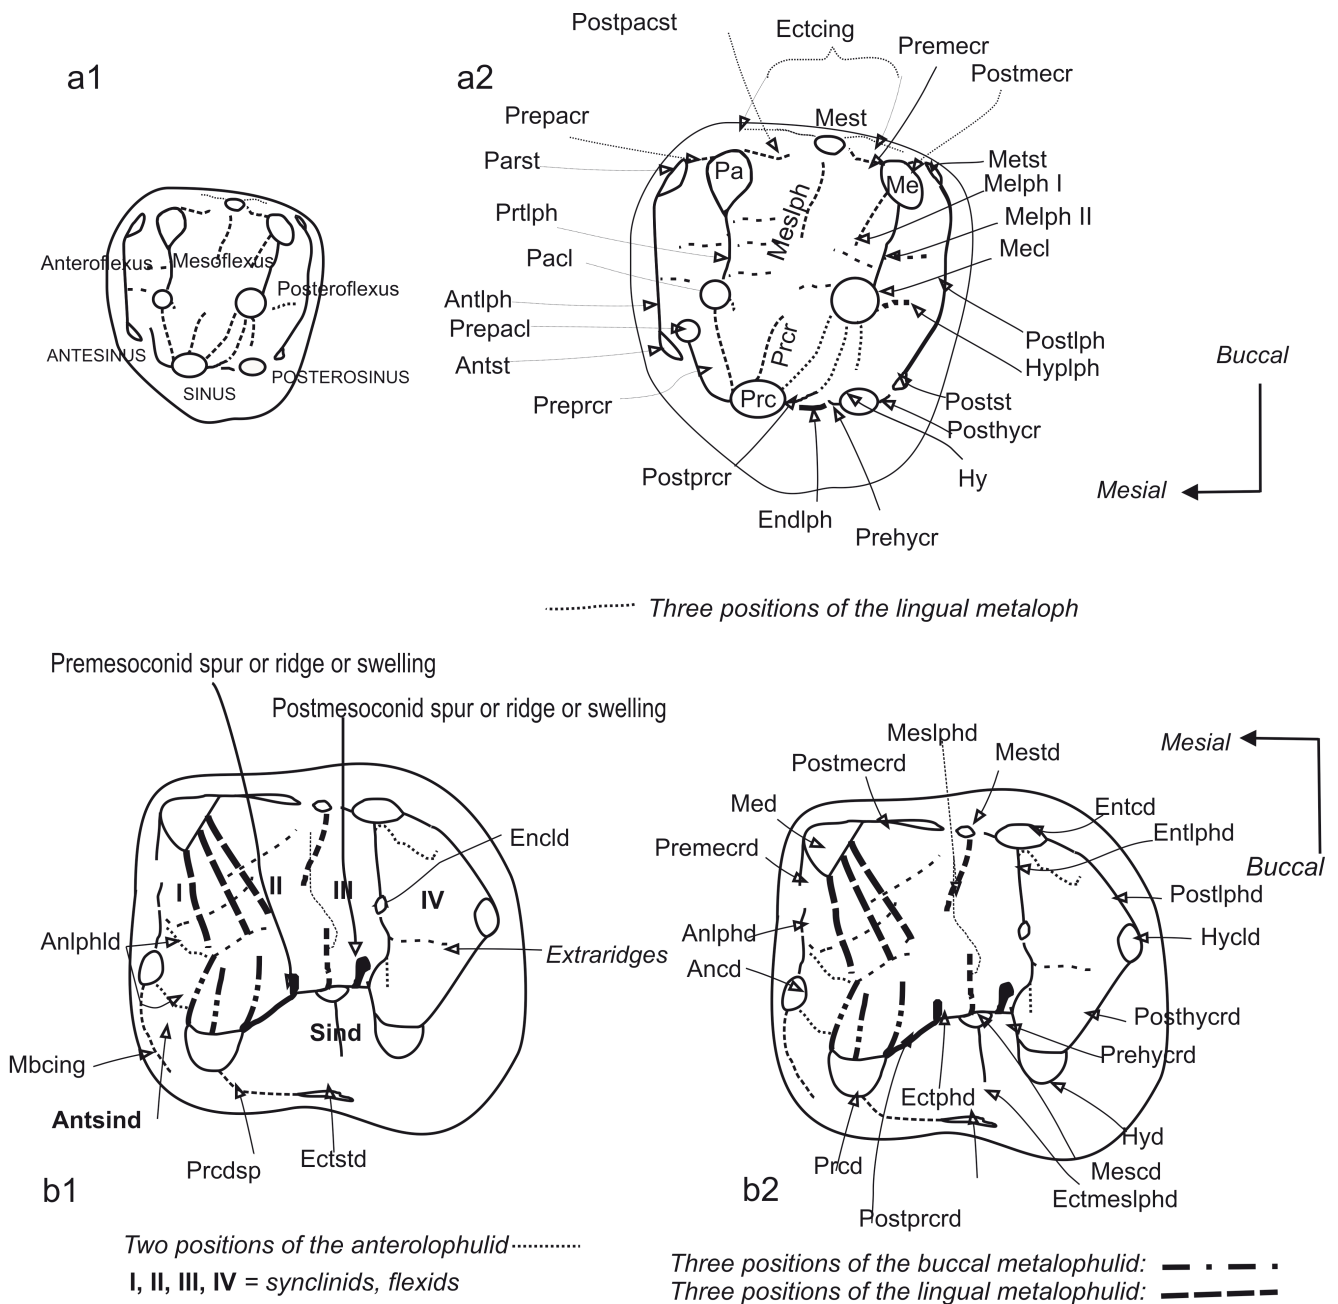 a1
Anteroflexus
Mesoflexus
Posteroflexus
ANTESINUS
POSTEROSINUS
SINUS
a2
Postpacst
Ectcing
Premecr
Postmecr
Prepacr
Mest
Parst
Pa
Me
Metst
Melph I
Prtlph
Meslph
Melph II
Pacl
Mecl
Antlph
Prepacl
Prcr
Postlph
Antst
Hyplph
Preprcr
Prc
Postst
Posthycr
Postprcr
Hy
Endlph
Prehycr
Buccal
Mesial
Three positions of the lingual metaloph
Premesoconid spur or ridge or swelling
Postmesoconid spur or ridge or swelling
Encld
I
II
III
IV
Anlphld
Extraridges
Sind
Mbcing
Antsind
Prcdsp
Ectstd
b1
Two positions of the anterolophulid
I, II, III, IV = synclinids, flexids
Meslphd
Mestd
Postmecrd
Mesial
Med
Entcd
Entlphd
Premecrd
Buccal
Postlphd
Anlphd
Hycld
Ancd
Posthycrd
Prehycrd
Ectphd
Hyd
Prcd
Mescd
Ectmeslphd
b2
Postprcrd
Three positions of the buccal metalophulid:
Three positions of the lingual metalophulid: